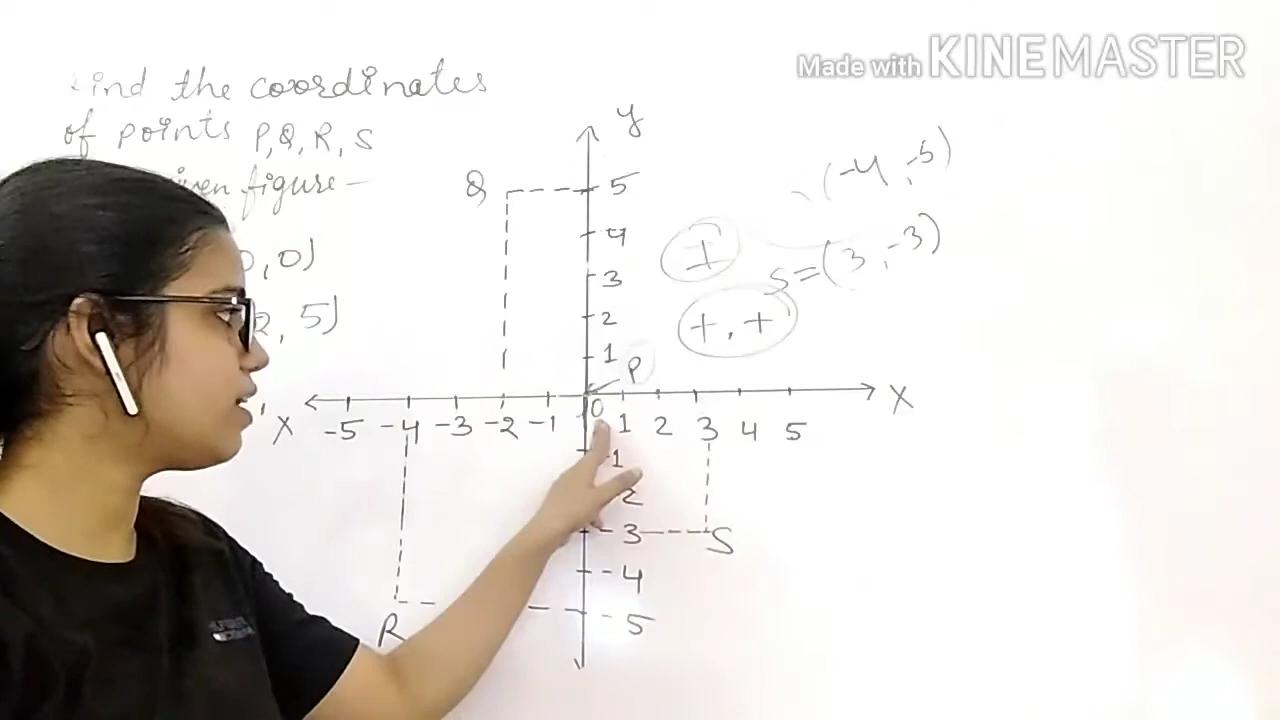 Made with KINEMASTER
ind the coordinates
of points P, Q, R, S
iven figure -
0, 0)
2, 5)
,
(-4, -5)
S = (3, -3)
I
+, +
y
Q
5
4
3
2
1
P
X
X
-5 -4 -3 -2 -1 0 1 2 3 4 5
-1
2
-3
S
-4
-5
R